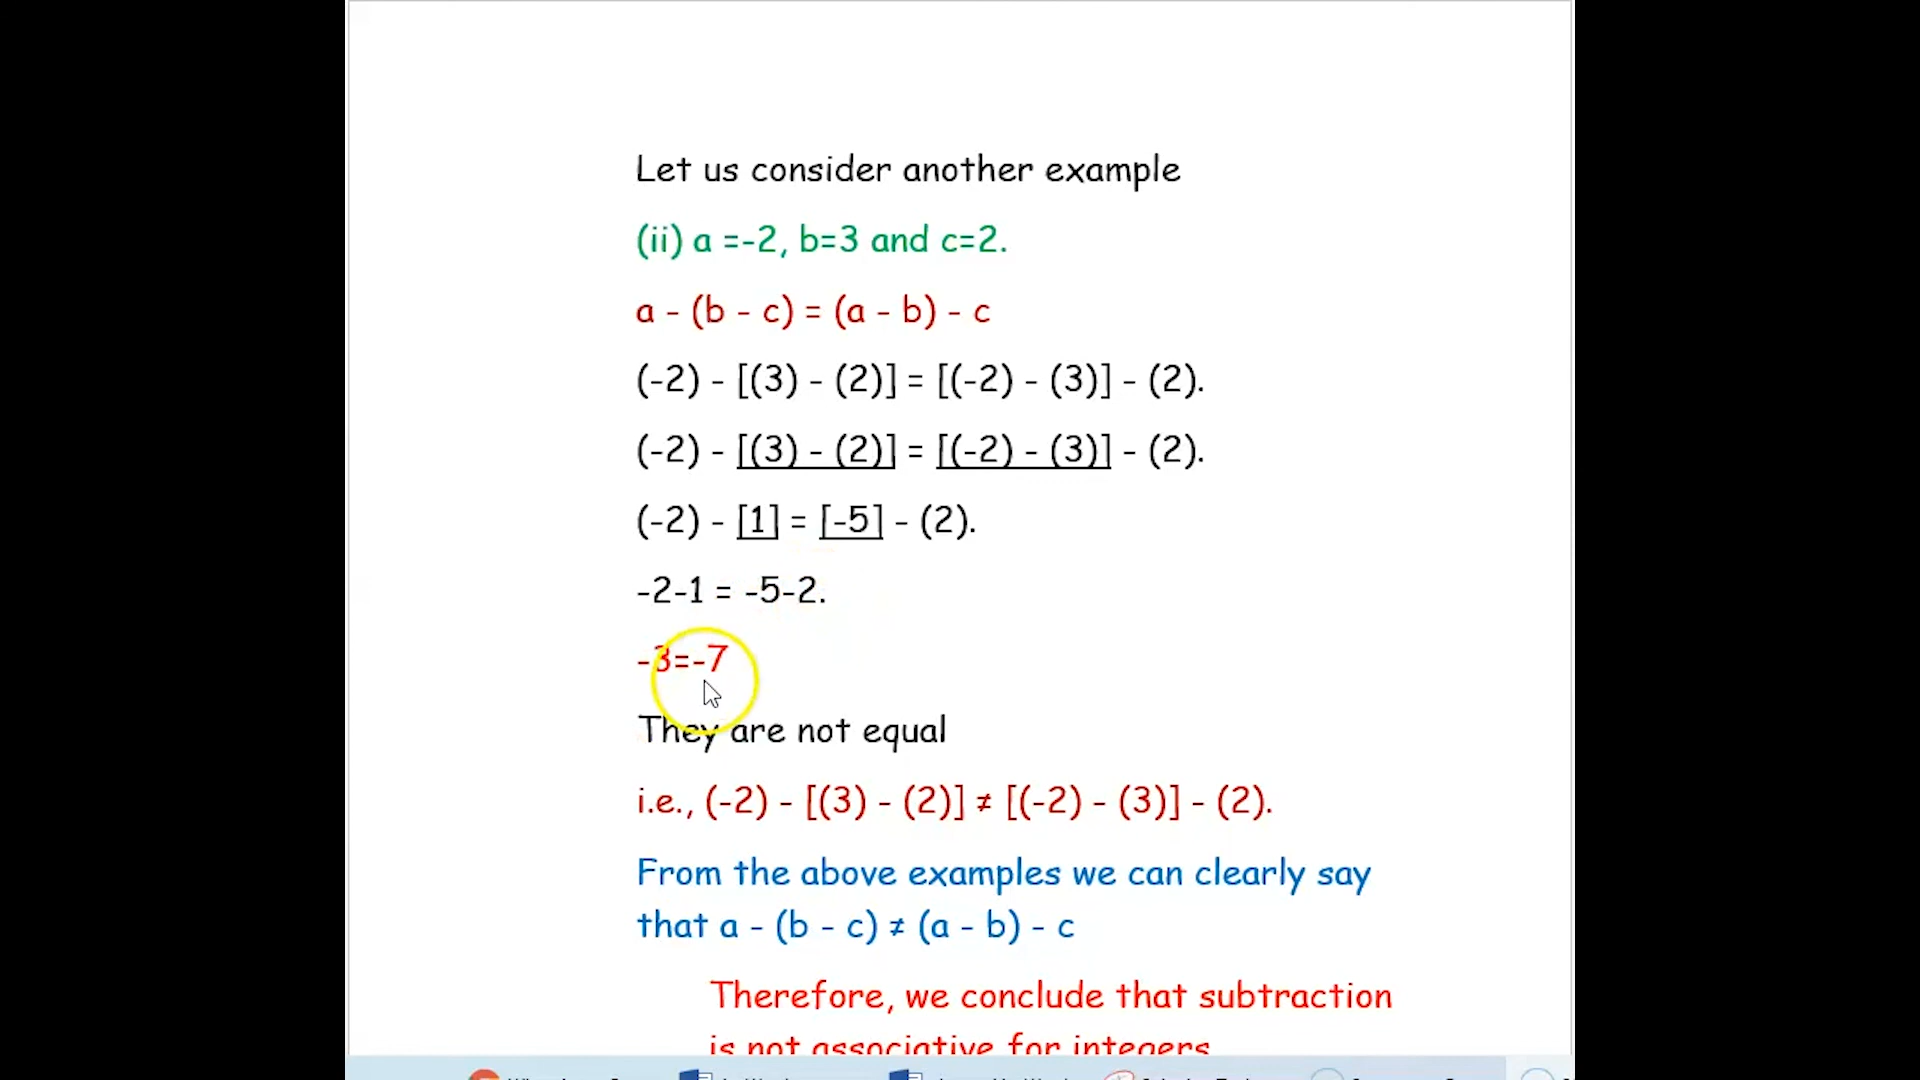 Let us consider another example
(ii) a =-2, b=3 and c=2.
a - (b - c) = (a - b) - c
(-2) - [(3) - (2)] = [(-2) - (3)] - (2).
(-2) - [(3) - (2)] = [(-2) - (3)] - (2).
(-2) - [1] = [-5] - (2).
-2-1 = -5-2.
-3=-7
They are not equal
i.e., (-2) - [(3) - (2)] ≠ [(-2) - (3)] - (2).
From the above examples we can clearly say
that a - (b - c) ≠ (a - b) - c
Therefore, we conclude that subtraction
is not associative for integers